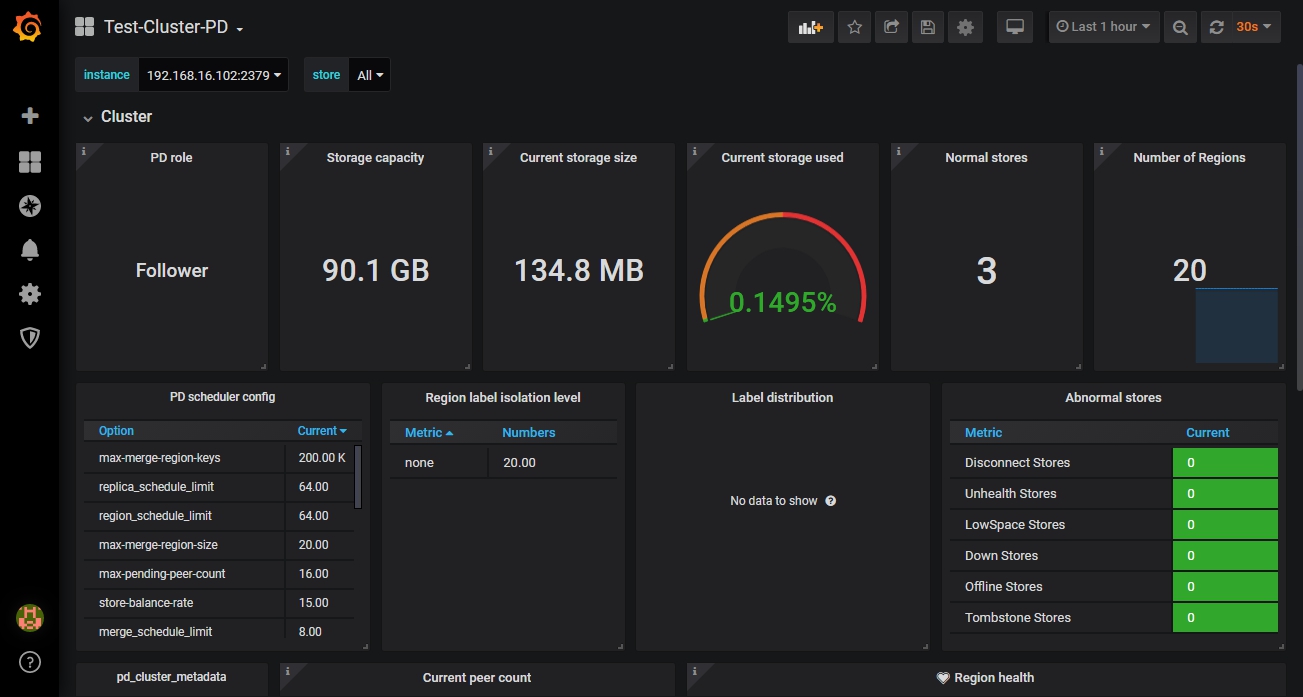 Test-Cluster-PD
Last 1 hour
30s
instance 192.168.16.102:2379 store All
Cluster
PD role
Follower
Storage capacity
90.1 GB
Current storage size
134.8 MB
Current storage used
0.1495%
Normal stores
3
Number of Regions
20
PD scheduler config
Option Current
max-merge-region-keys 200.00 K
replica_schedule_limit 64.00
region_schedule_limit 64.00
max-merge-region-size 20.00
max-pending-peer-count 16.00
store-balance-rate 15.00
merge_schedule_limit 8.00
Region label isolation level
Metric Numbers
none 20.00
Label distribution
No data to show
Abnormal stores
Metric Current
Disconnect Stores 0
Unhealth Stores 0
LowSpace Stores 0
Down Stores 0
Offline Stores 0
Tombstone Stores 0
pd_cluster_metadata
Current peer count
Region health